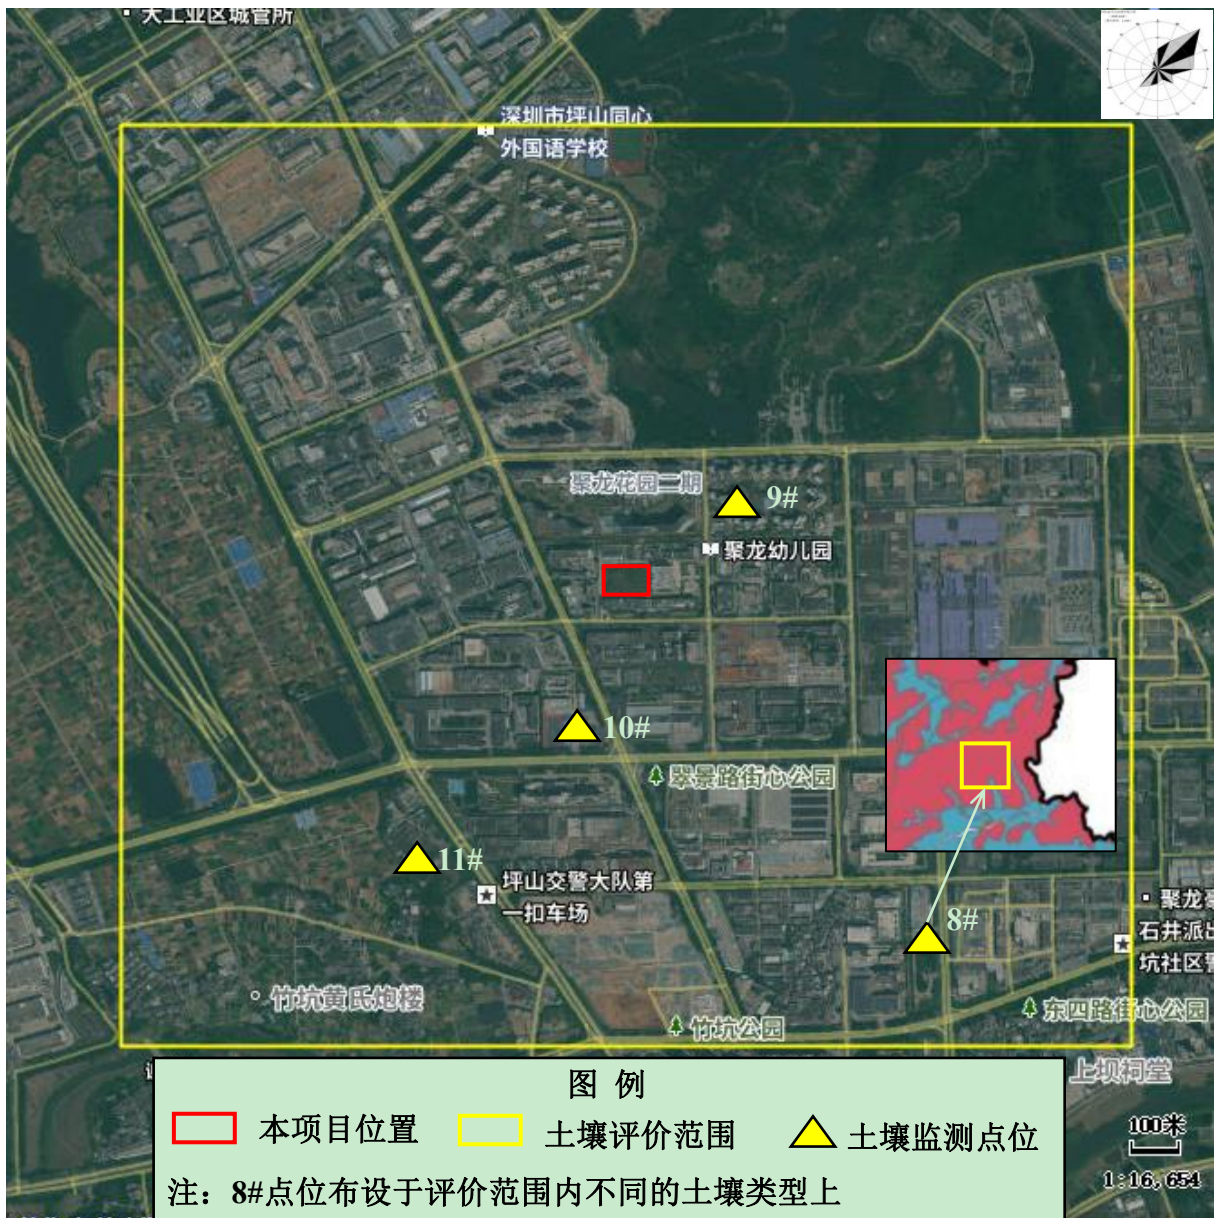 大工业区城管所
深圳市坪山同心
外国语学校
聚龙花园二期
9#
聚龙幼儿园
10#
翠景路街心公园
11#
坪山交警大队第
一扣车场
8#
聚龙
石井派出
坑社区警
竹坑黄氏炮楼
东四路街心公园
竹坑公园
上坝祠堂
图 例
本项目位置
土壤评价范围
土壤监测点位
注：8#点位布设于评价范围内不同的土壤类型上
100米
1:16,654